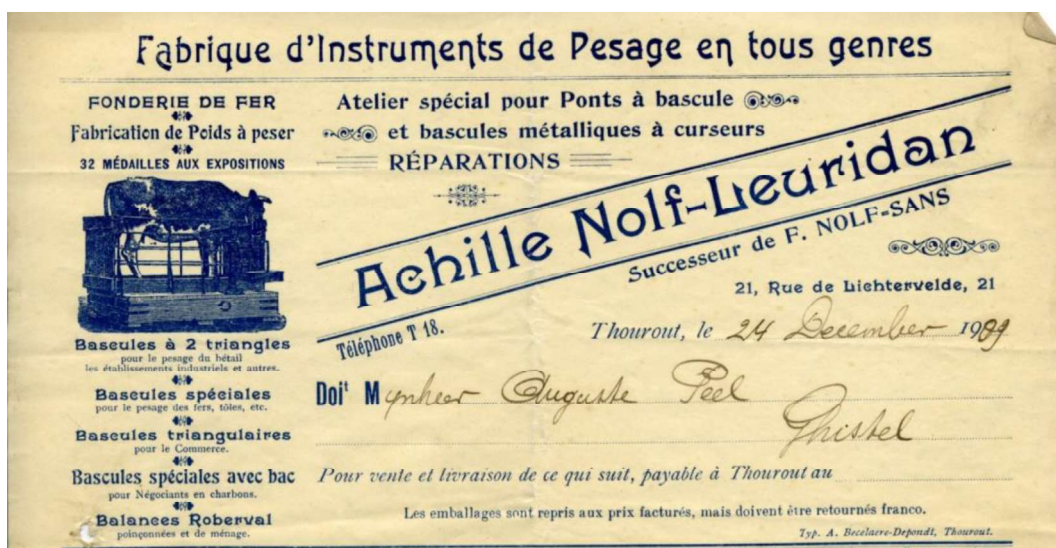 Fabrique d'Instruments de Pesage en tous genres
FONDERIE DE FER
Fabrication de Poids à peser
32 MÉDAILLES AUX EXPOSITIONS
Bascules à 2 triangles
pour le pesage du bétail
les établissements industriels et autres.
Bascules spéciales
pour le pesage des fers, tôles, etc.
Bascules triangulaires
pour le Commerce.
Bascules spéciales avec bac
pour Négociants en charbons.
Balances Roberval
poinçonnées et de ménage.
Atelier spécial pour Ponts à bascule
et bascules métalliques à curseurs
RÉPARATIONS
Achille Nolf-Leuridan
Successeur de F. NOLF-SANS
21, Rue de Lichtervelde, 21
Téléphone T 18.
Thourout, le 24 December 1909
Doit Mynheer Auguste Peel
Ghistel
Pour vente et livraison de ce qui suit, payable à Thourout au
Les emballages sont repris aux prix facturés, mais doivent être retournés franco.
Typ. A. Becelaere-Depondt, Thourout.